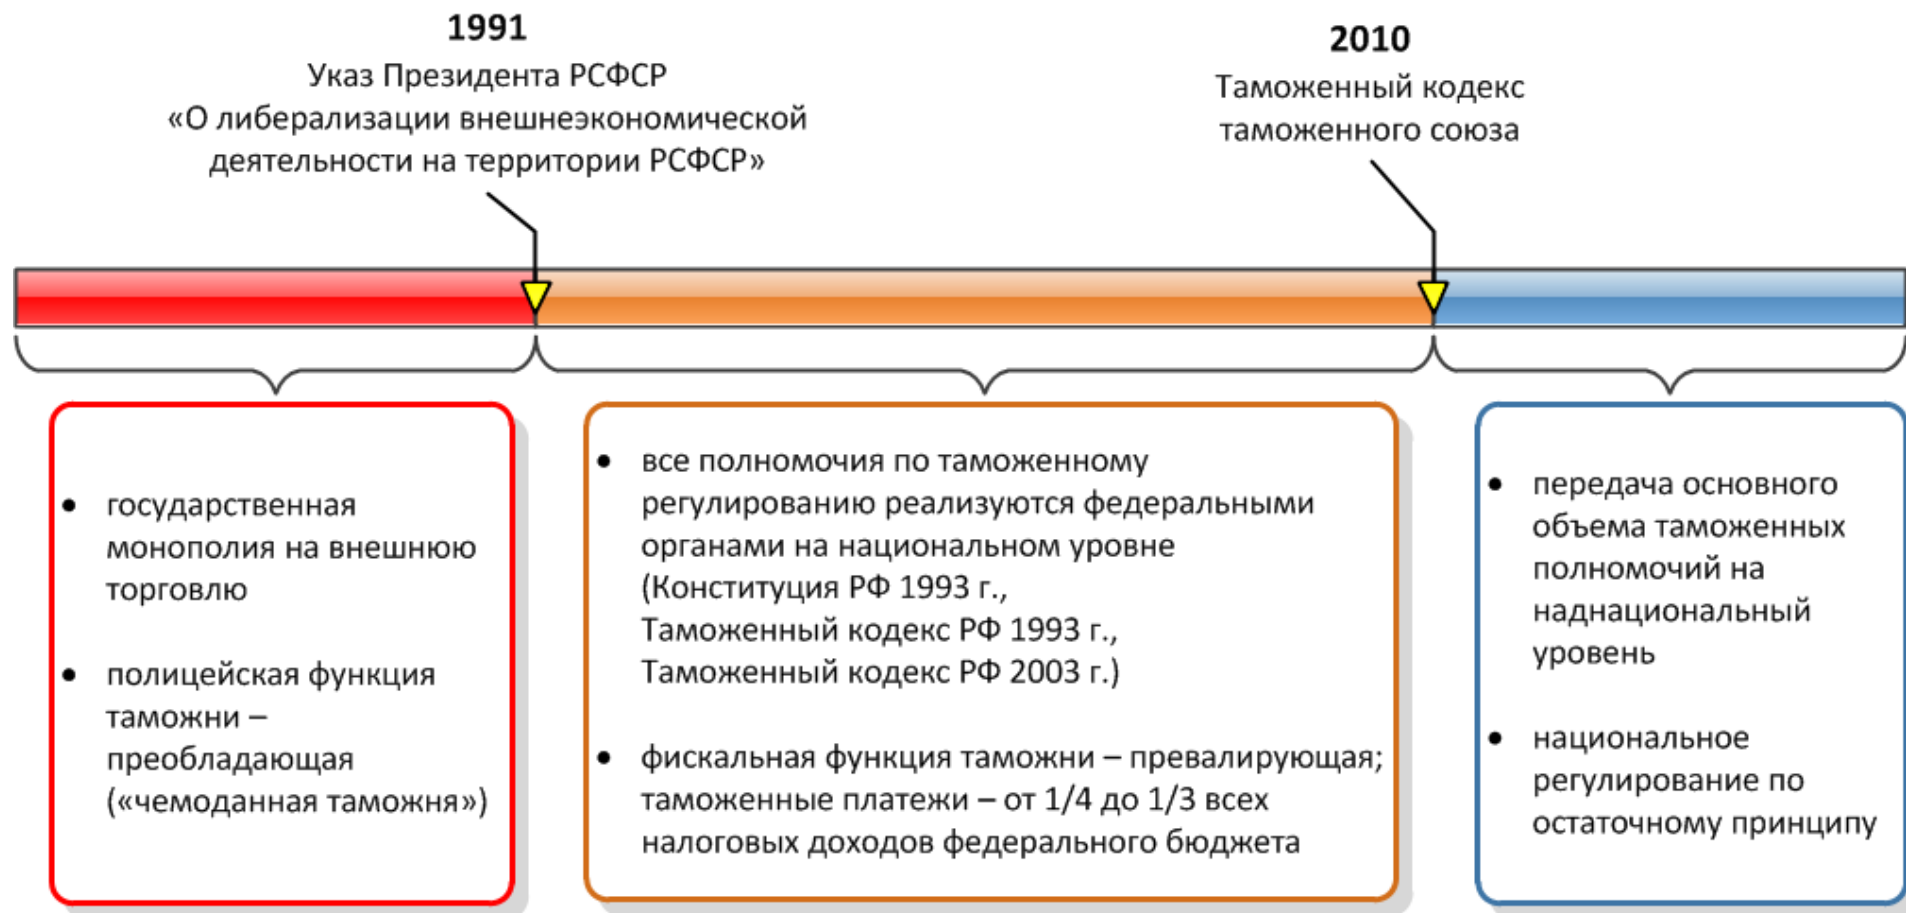 1991
Указ Президента РСФСР
«О либерализации внешнеэкономической
деятельности на территории РСФСР»
2010
Таможенный кодекс
таможенного союза
• государственная
монополия на внешнюю
торговлю
• полицейская функция
таможни –
преобладающая
(«чемоданная таможня»)
• все полномочия по таможенному
регулированию реализуются федеральными
органами на национальном уровне
(Конституция РФ 1993 г.,
Таможенный кодекс РФ 1993 г.,
Таможенный кодекс РФ 2003 г.)
• фискальная функция таможни – превалирующая;
таможенные платежи – от 1/4 до 1/3 всех
налоговых доходов федерального бюджета
• передача основного
объема таможенных
полномочий на
наднациональный
уровень
• национальное
регулирование по
остаточному принципу